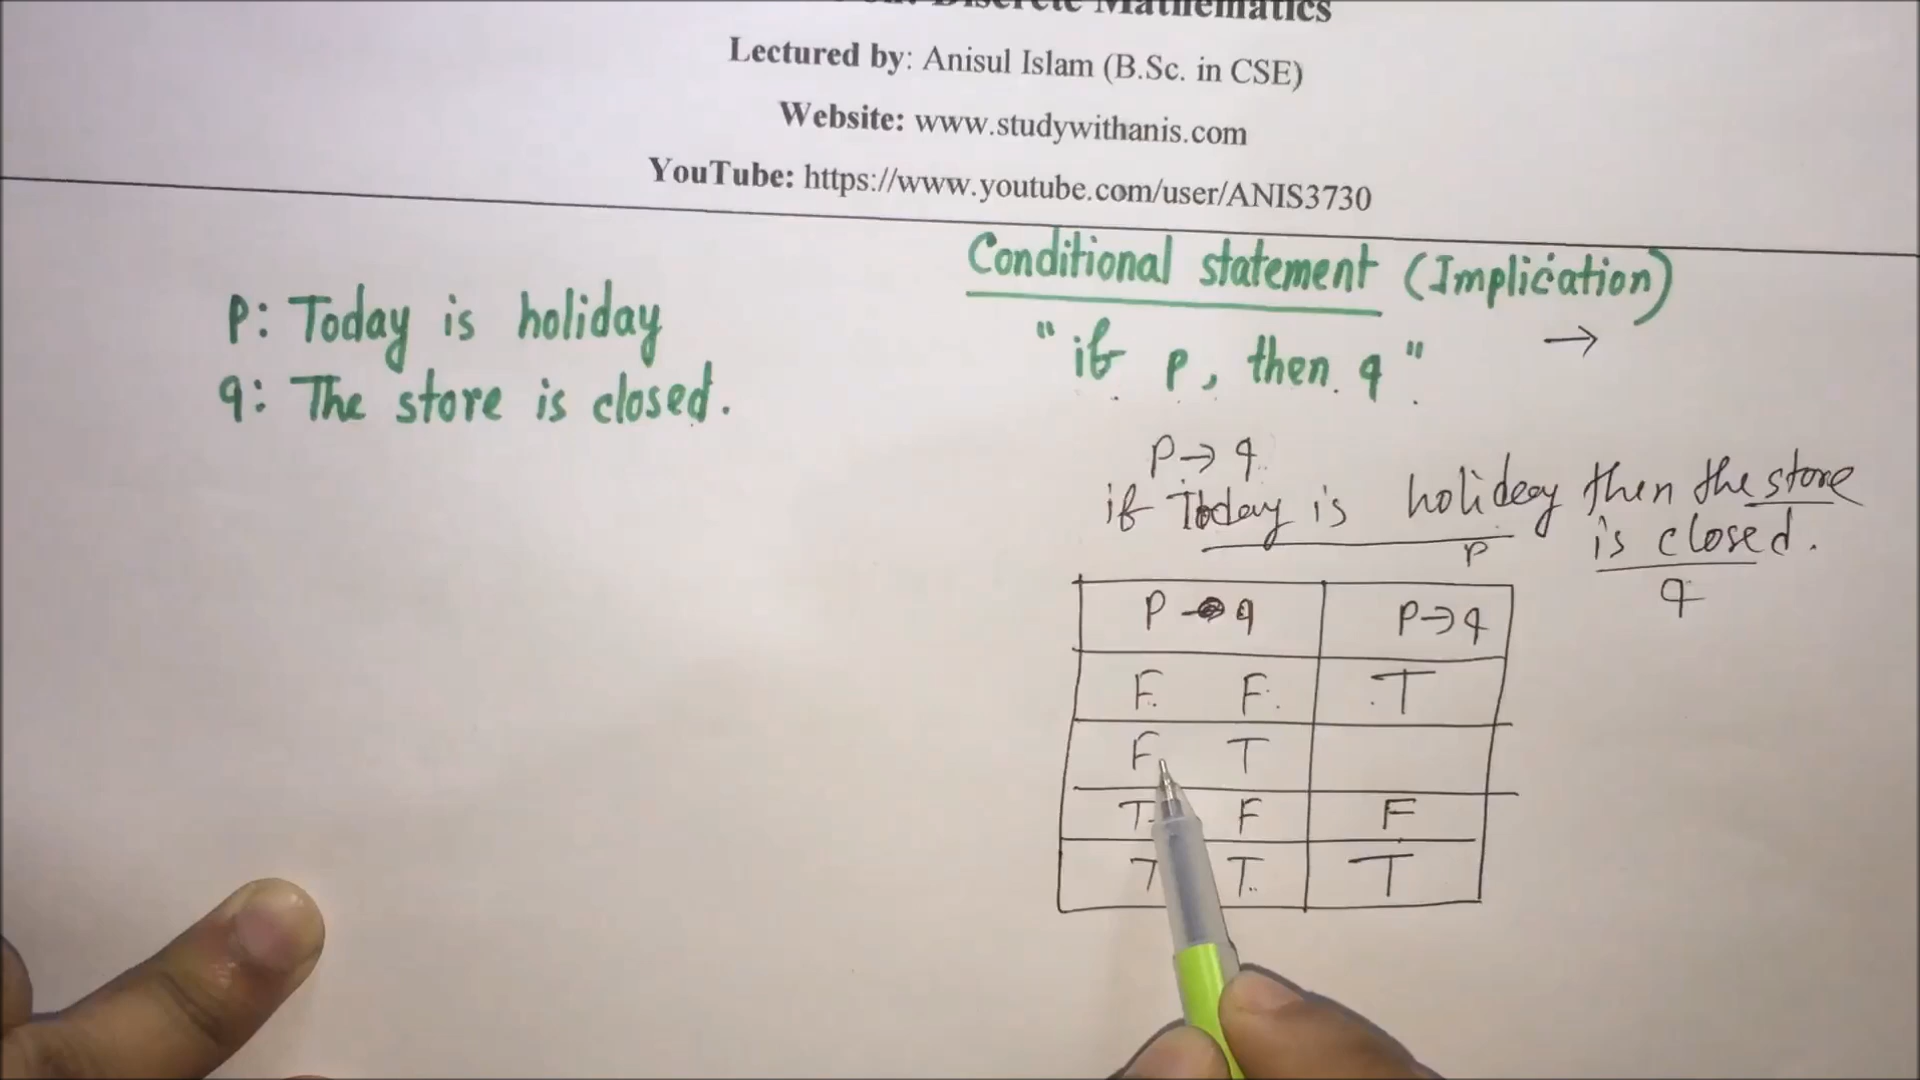 Discrete Mathematics
Lectured by: Anisul Islam (B.Sc. in CSE)
Website: www.studywithanis.com
YouTube: https://www.youtube.com/user/ANIS3730
P: Today is holiday
q: The store is closed.
Conditional statement (Implication)
"if p, then q" →
P→q
if Today is holiday then the store
is closed.
P
q
P q P→q
F F T
F T
T F F
T T T